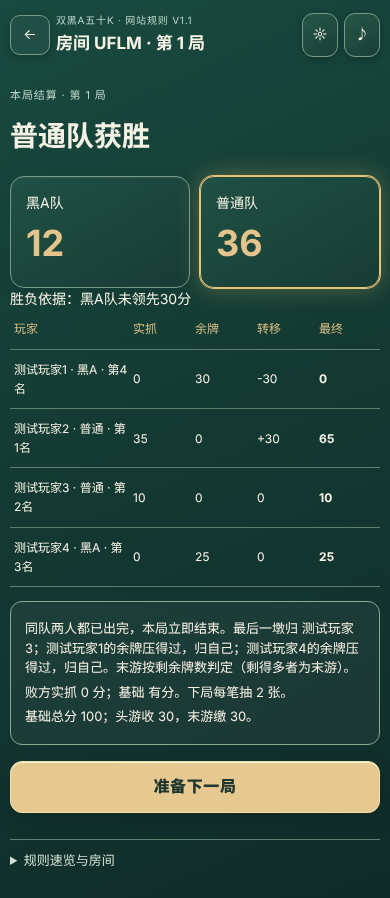 ←
双黑A五十K · 网站规则 V1.1
房间 UFLM · 第 1 局
♪
本局结算 · 第 1 局
普通队获胜
黑A队
普通队
12
36
胜负依据：黑A队未领先30分
玩家 实抓 余牌 转移 最终
测试玩家1 · 黑A · 第4
名
0 30 -30 0
测试玩家2 · 普通 · 第
1名
35 0 +30 65
测试玩家3 · 普通 · 第
2名
10 0 0 10
测试玩家4 · 黑A · 第
3名
0 25 0 25
同队两人都已出完，本局立即结束。最后一墩归 测试玩家
3；测试玩家1的余牌压得过，归自己；测试玩家4的余牌压
得过，归自己。末游按剩余牌数判定（剩得多者为末游）。
败方实抓 0 分；基础 有分。下局每笔抽 2 张。
基础总分 100；头游收 30，末游缴 30。
准备下一局
▶ 规则速览与房间